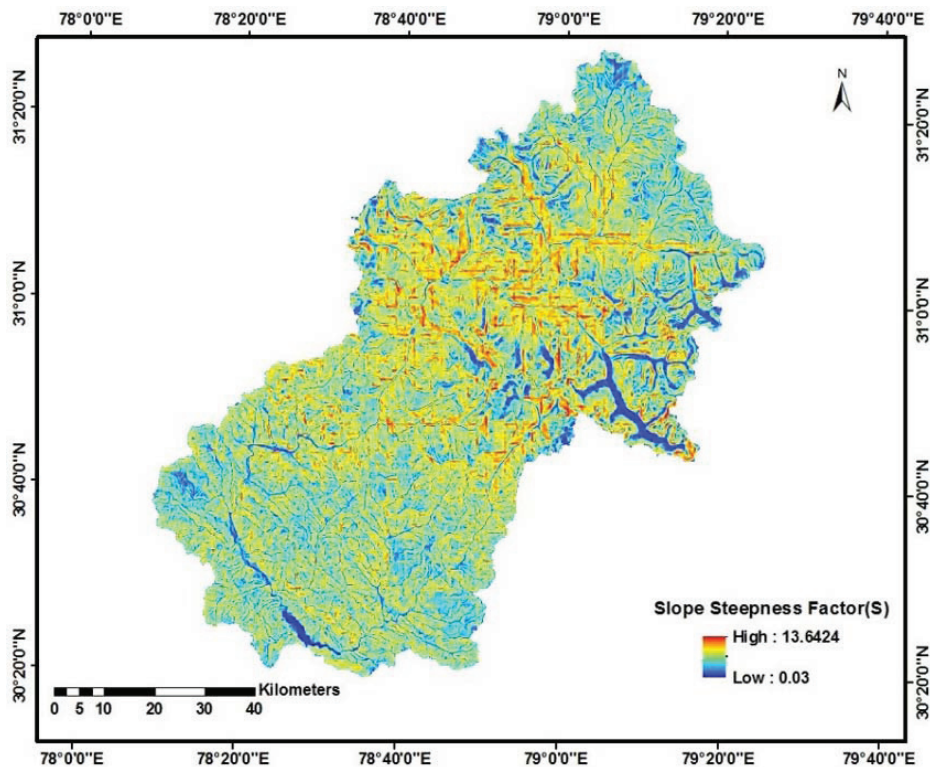 78°0'0"E 78°20'0"E 78°40'0"E 79°0'0"E 79°20'0"E 79°40'0"E
N
31°20'0"N 31°20'0"N
31°0'0"N 31°0'0"N
30°40'0"N 30°40'0"N
Slope Steepness Factor(S)
High : 13.6424
Low : 0.03
30°20'0"N 30°20'0"N
Kilometers
0 5 10 20 30 40
78°0'0"E 78°20'0"E 78°40'0"E 79°0'0"E 79°20'0"E 79°40'0"E